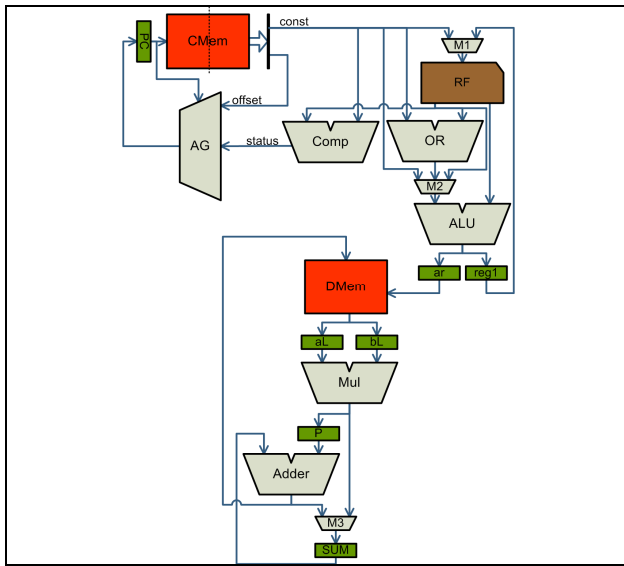 const
PC
CMem
M1
RF
offset
AG
status
Comp
OR
M2
ALU
ar
reg1
DMem
aL
bL
Mul
P
Adder
M3
SUM